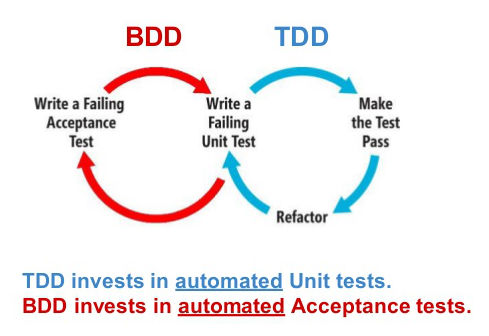 BDD
TDD
Write a Failing
Acceptance
Test
Write a
Failing
Unit Test
Make
the Test
Pass
Refactor
TDD invests in automated Unit tests.
BDD invests in automated Acceptance tests.